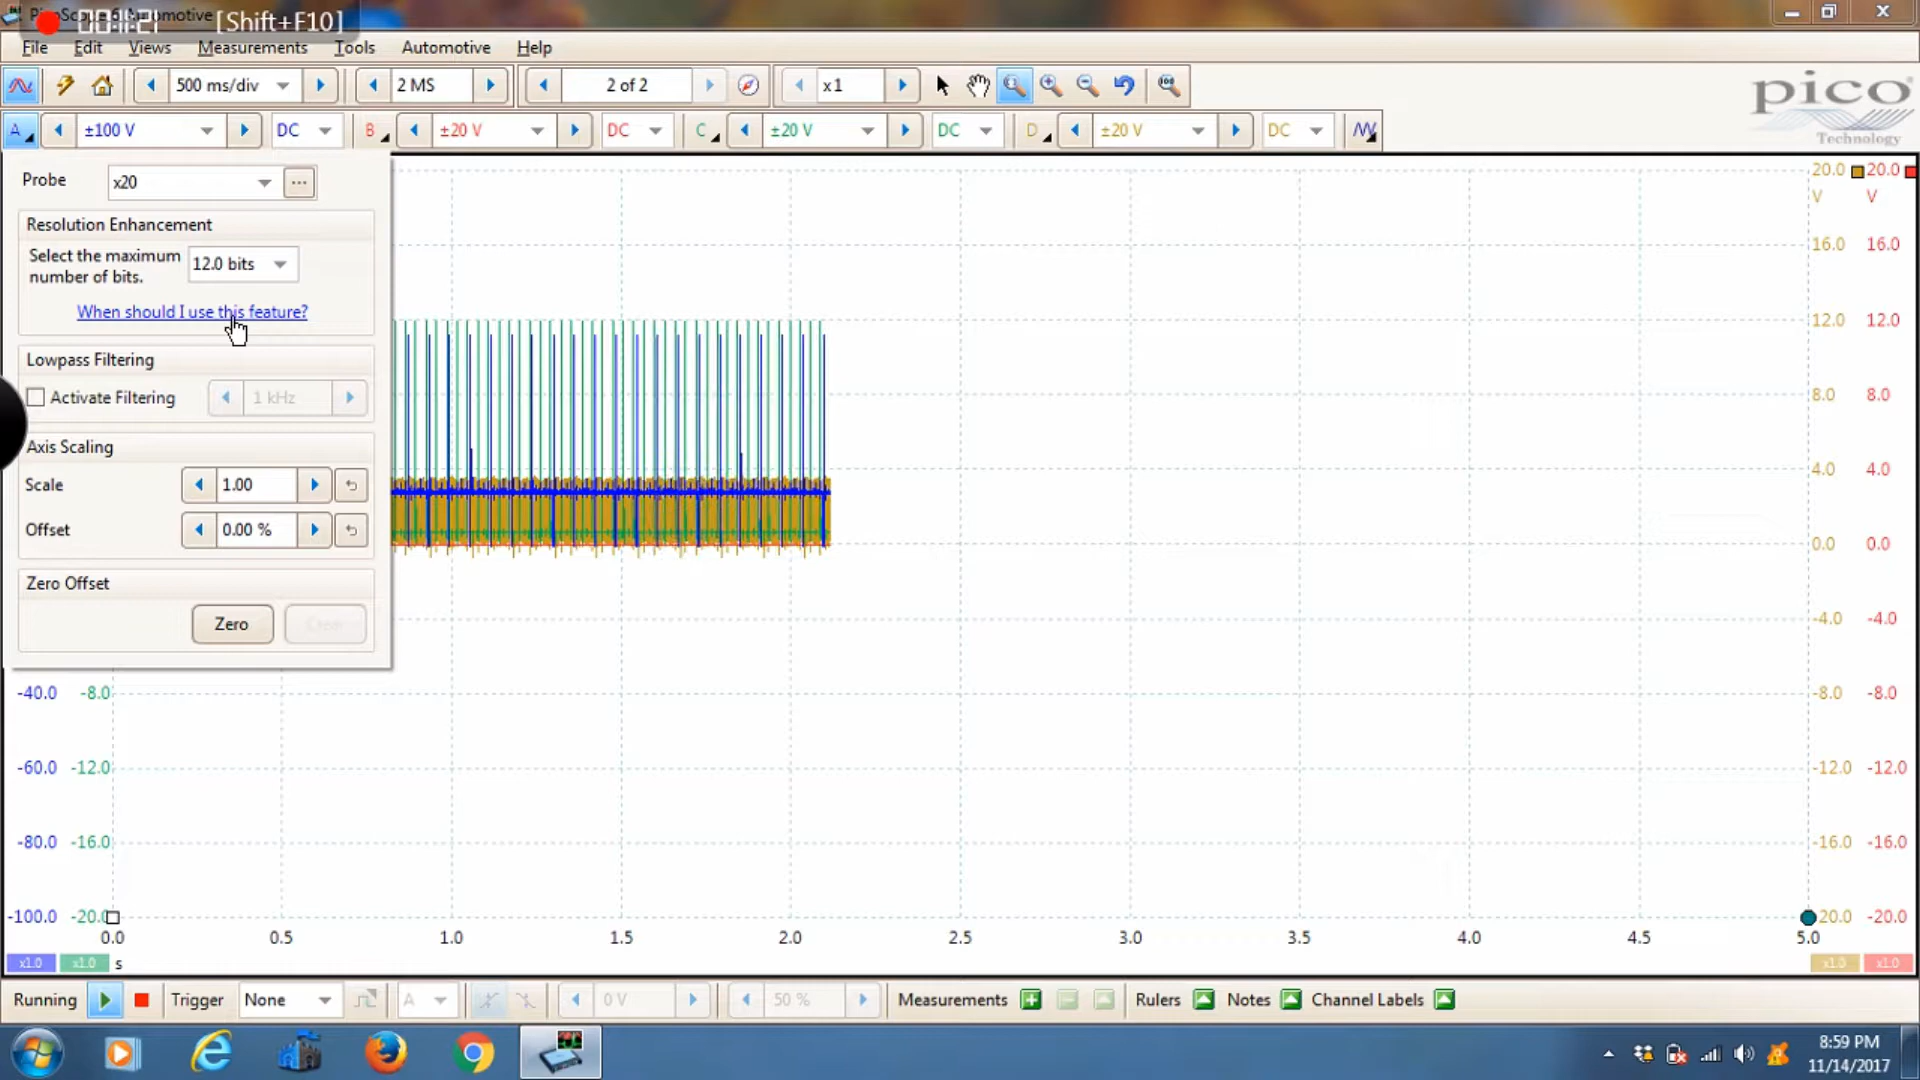 PicoScope 6 Automotive
[Shift+F10]
File Edit Views Measurements Tools Automotive Help
500 ms/div 2 MS 2 of 2 x1
pico
Technology
A ±100 V DC B ±20 V DC C ±20 V DC D ±20 V DC
Probe x20 ...
Resolution Enhancement
Select the maximum
number of bits.
12.0 bits
When should I use this feature?
Lowpass Filtering
Activate Filtering 1 kHz
Axis Scaling
Scale 1.00
Offset 0.00 %
Zero Offset
Zero
20.0 20.0
V V
16.0 16.0
12.0 12.0
8.0 8.0
4.0 4.0
0.0 0.0
-4.0 -4.0
-40.0 -8.0 -8.0 -8.0
-60.0 -12.0 -12.0 -12.0
-80.0 -16.0 -16.0 -16.0
-100.0 -20.0 20.0 -20.0
0.0 0.5 1.0 1.5 2.0 2.5 3.0 3.5 4.0 4.5 5.0
x1.0 x1.0 s x1.0 x1.0
Running Trigger None A 0 V 50 % Measurements Rulers Notes Channel Labels
8:59 PM
11/14/2017